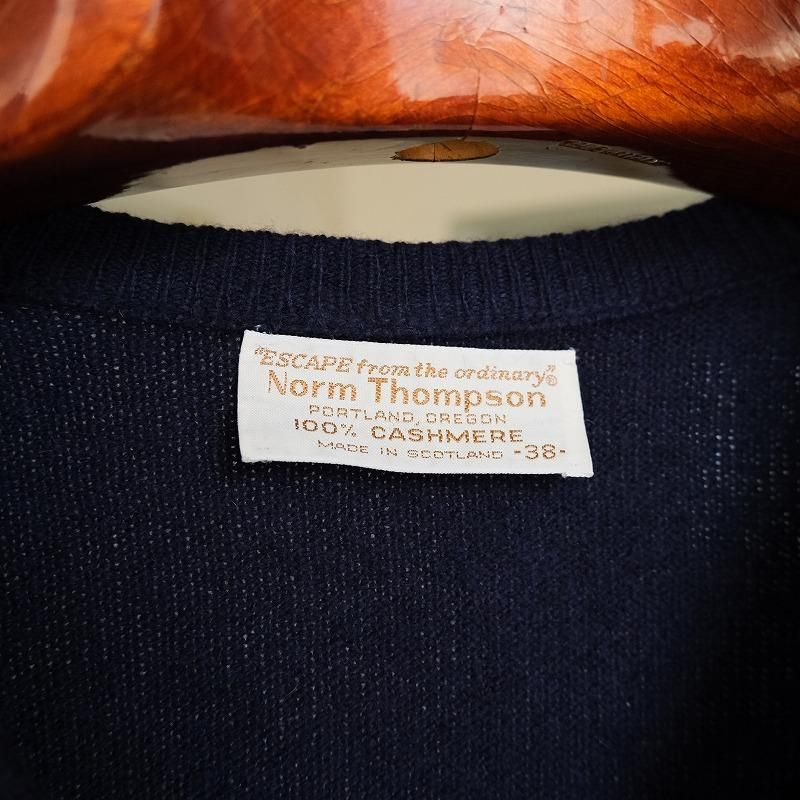 "ESCAPE from the ordinary"®
Norm Thompson
PORTLAND, OREGON
100% CASHMERE
MADE IN SCOTLAND -38-